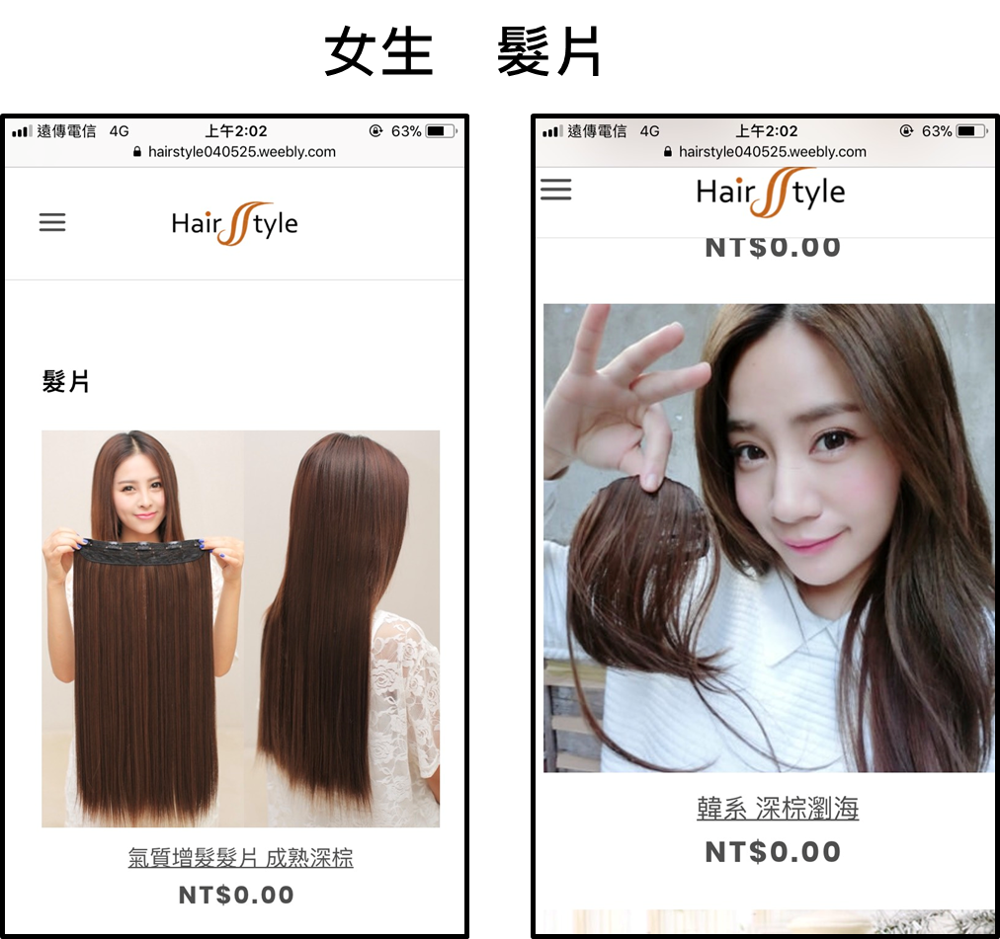 女生 髮片
遠傳電信 4G 上午2:02 63%
hairstyle040525.weebly.com
Hair Style
髮片
氣質增髮髮片 成熟深棕
NT$0.00
遠傳電信 4G 上午2:02 63%
hairstyle040525.weebly.com
Hair Style
NT$0.00
韓系 深棕瀏海
NT$0.00